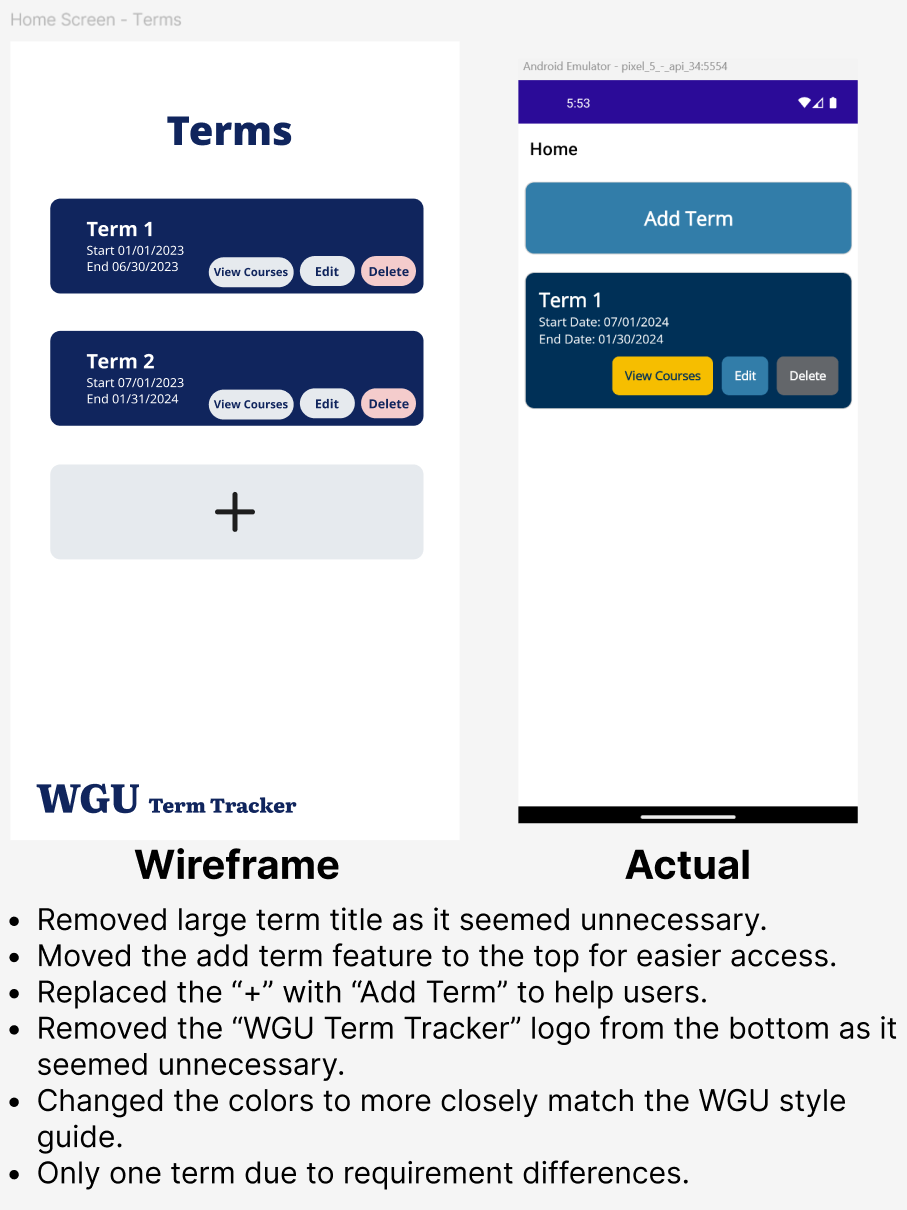 Home Screen - Terms
Terms
Term 1
Start 01/01/2023
End 06/30/2023
View Courses
Edit
Delete
Term 2
Start 07/01/2023
End 01/31/2024
View Courses
Edit
Delete
WGU Term Tracker
Wireframe
Android Emulator - pixel_5_-_api_34:5554
5:53
Home
Add Term
Term 1
Start Date: 07/01/2024
End Date: 01/30/2024
View Courses
Edit
Delete
Actual
• Removed large term title as it seemed unnecessary.
• Moved the add term feature to the top for easier access.
• Replaced the “+” with “Add Term” to help users.
• Removed the “WGU Term Tracker” logo from the bottom as it
seemed unnecessary.
• Changed the colors to more closely match the WGU style
guide.
• Only one term due to requirement differences.